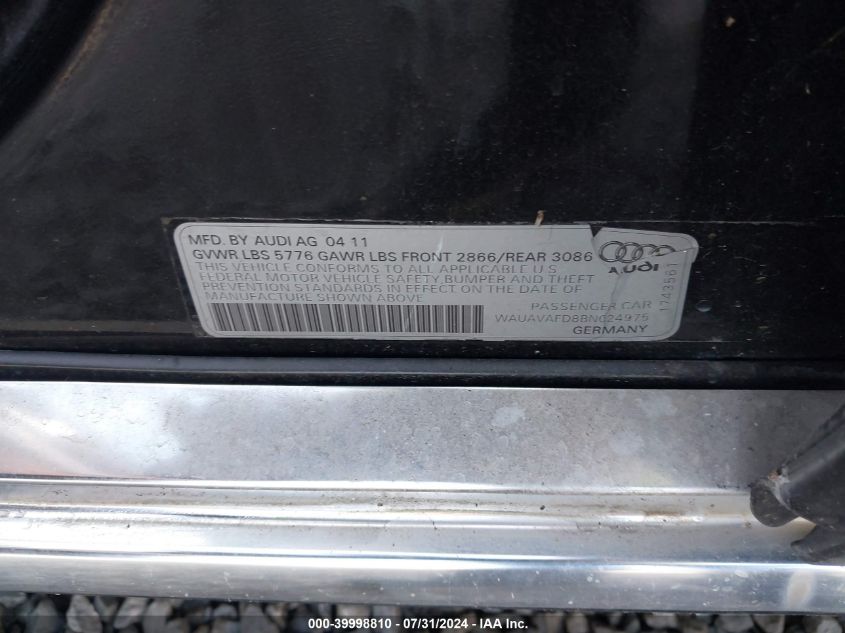 MFD. BY AUDI AG 04 11
GVWR LBS 5776 GAWR LBS FRONT 2866/REAR 3086
THIS VEHICLE CONFORMS TO ALL APPLICABLE U S
FEDERAL MOTOR VEHICLE SAFETY,BUMPER AND THEFT
PREVENTION STANDARDS IN EFFECT ON THE DATE OF
MANUFACTURE SHOWN ABOVE
PASSENGER CAR
WAUAVAFD8BN024975
GERMANY
AUDI
1743561
000-39998810 - 07/31/2024 - IAA Inc.